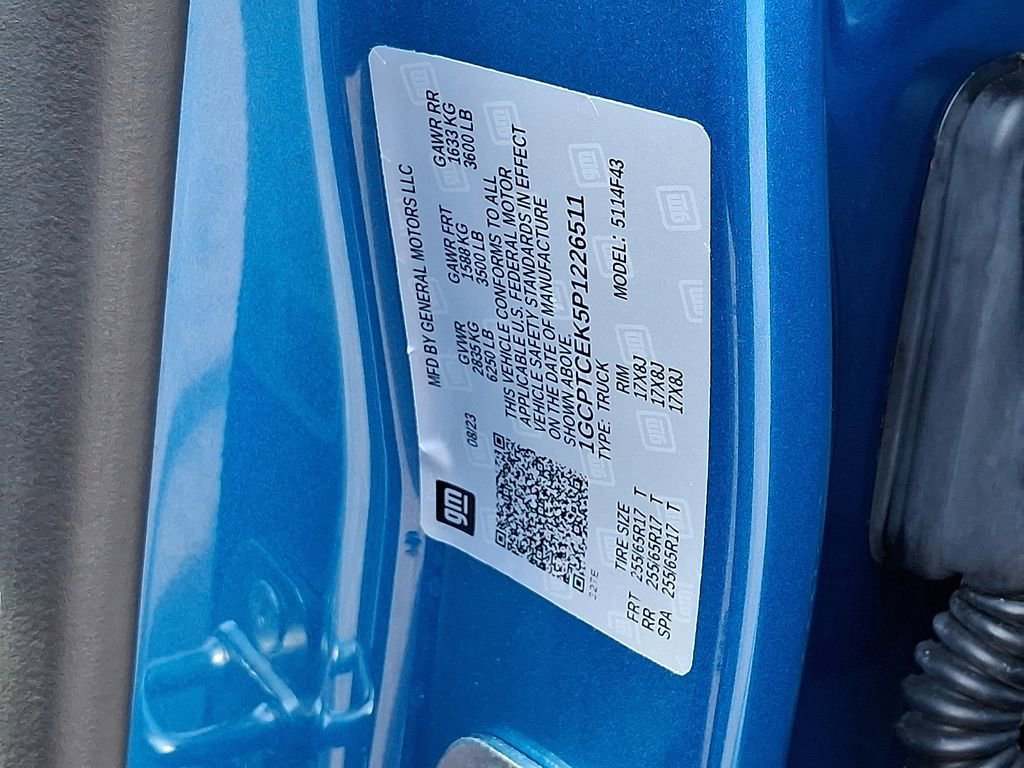 gm
08/23
MFD BY GENERAL MOTORS LLC
GVWR GAWR FRT GAWR RR
2835 KG 1588 KG 1633 KG
6250 LB 3500 LB 3600 LB
THIS VEHICLE CONFORMS TO ALL
APPLICABLE U.S. FEDERAL MOTOR
VEHICLE SAFETY STANDARDS IN EFFECT
ON THE DATE OF MANUFACTURE
SHOWN ABOVE.
1GCPTCEK5P1226511
TYPE: TRUCK MODEL: 5114F43
TIRE SIZE RIM
FRT 255/65R17 T 17X8J
RR 255/65R17 T 17X8J
SPA 255/65R17 T 17X8J